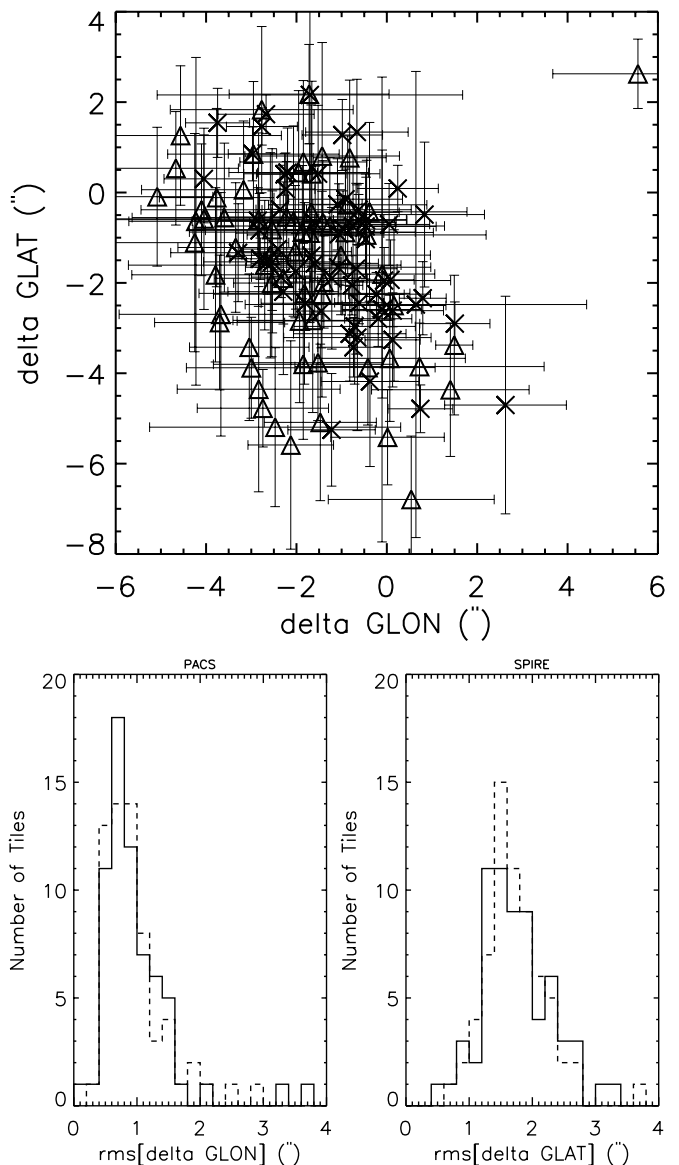 4
2
0
−2
−4
−6
−8
delta GLAT (")
−6 −4 −2 0 2 4 6
delta GLON (")
PACS
20
15
10
5
0
Number of Tiles
0 1 2 3 4
rms[delta GLON] (")
SPIRE
20
15
10
5
0
Number of Tiles
0 1 2 3 4
rms[delta GLAT] (")